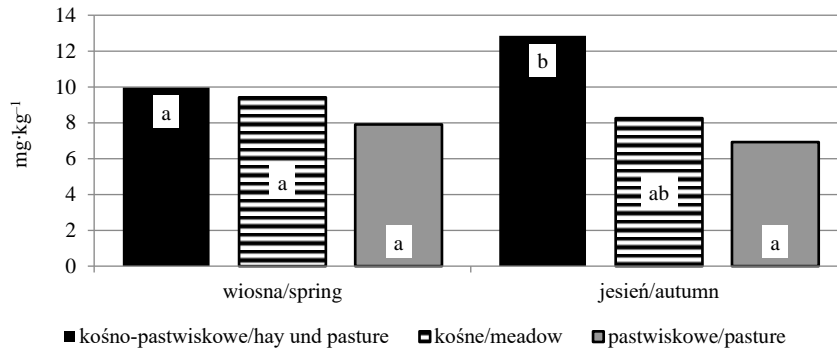 14
12
10
8
6
4
2
0
mg·kg⁻¹
a
a
a
b
ab
a
wiosna/spring jesień/autumn
kośno-pastwiskowe/hay und pasture kośne/meadow pastwiskowe/pasture